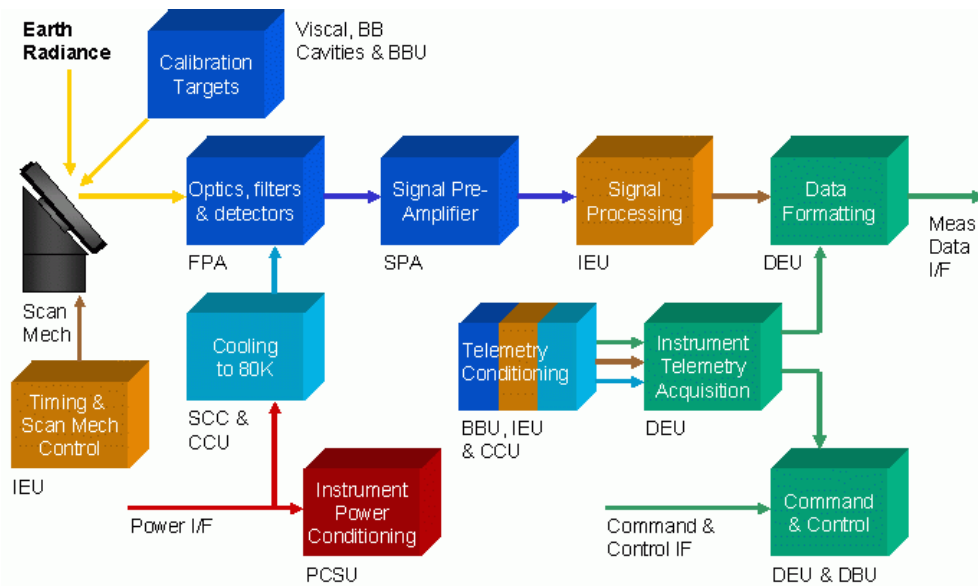 Earth
Radiance
Calibration
Targets
Viscal, BB
Cavities & BBU
Optics, filters
& detectors
FPA
Signal Pre-
Amplifier
SPA
Signal
Processing
IEU
Data
Formatting
DEU
Meas
Data
I/F
Scan
Mech
Timing &
Scan Mech
Control
IEU
Cooling
to 80K
SCC &
CCU
Telemetry
Conditioning
BBU, IEU
& CCU
Instrument
Telemetry
Acquisition
DEU
Power I/F
Instrument
Power
Conditioning
PCSU
Command &
Control IF
Command
& Control
DEU & DBU